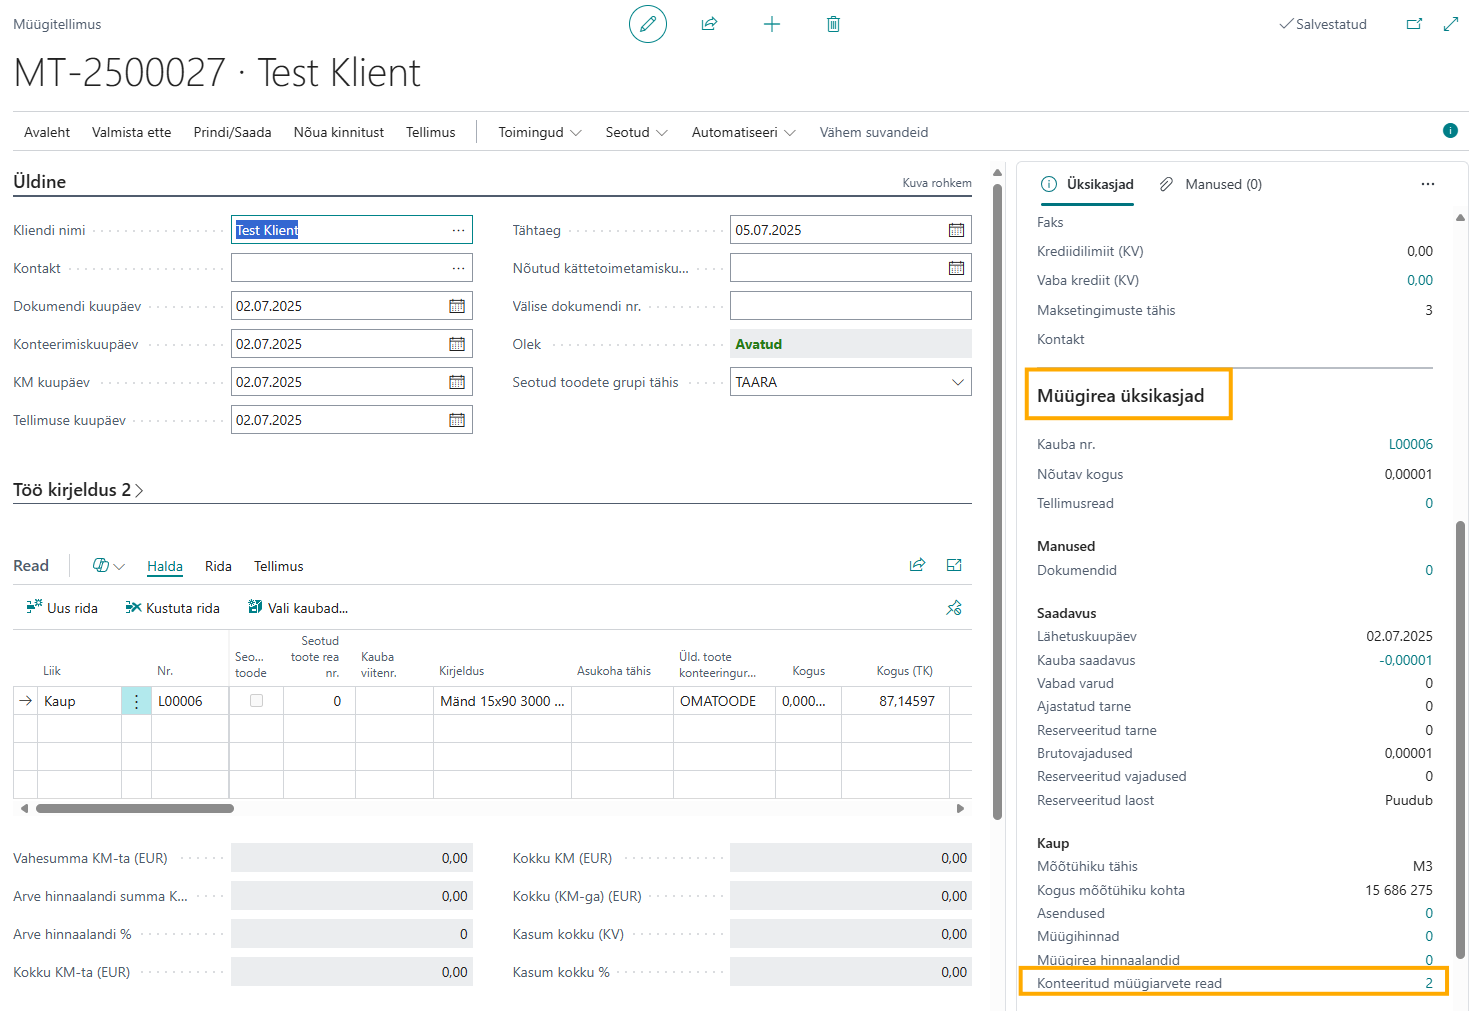 Müügitellimus
Salvestatud
MT-2500027 · Test Klient
Avaleht Valmista ette Prindi/Saada Nõua kinnitust Tellimus Toimingud Seotud Automatiseeri Vähem suvandeid
Üldine
Kuva rohkem
Kliendi nimi Test Klient
Kontakt
Dokumendi kuupäev 02.07.2025
Konteerimiskuupäev 02.07.2025
KM kuupäev 02.07.2025
Tellimuse kuupäev 02.07.2025
Tähtaeg 05.07.2025
Nõutud kättetoimetamisku...
Välise dokumendi nr.
Olek Avatud
Seotud toodete grupi tähis TAARA
Töö kirjeldus 2
Read Halda Rida Tellimus
Uus rida Kustuta rida Vali kaubad...
Liik Nr. Seo... toode Seotud toote rea nr. Kauba viitenr. Kirjeldus Asukoha tähis Üld. toote konteeringur... Kogus Kogus (TK)
Kaup L00006 0 Mänd 15x90 3000 ... OMATOODE 0,000... 87,14597
Vahesumma KM-ta (EUR) 0,00
Arve hinnaalandi summa K... 0,00
Arve hinnaalandi % 0
Kokku KM-ta (EUR) 0,00
Kokku KM (EUR) 0,00
Kokku (KM-ga) (EUR) 0,00
Kasum kokku (KV) 0,00
Kasum kokku % 0,00
Üksikasjad Manused (0)
Faks
Krediidilimiit (KV) 0,00
Vaba krediit (KV) 0,00
Maksetingimuste tähis 3
Kontakt
Müügirea üksikasjad
Kauba nr. L00006
Nõutav kogus 0,00001
Tellimusread 0
Manused
Dokumendid 0
Saadavus
Lähetuskuupäev 02.07.2025
Kauba saadavus -0,00001
Vabad varud 0
Ajastatud tarne 0
Reserveeritud tarne 0
Brutovajadused 0,00001
Reserveeritud vajadused 0
Reserveeritud laost Puudub
Kaup
Mõõtühiku tähis M3
Kogus mõõtühiku kohta 15 686 275
Asendused 0
Müügihinnad 0
Müügirea hinnaalandid 0
Konteeritud müügiarvete read 2